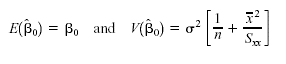 E(β̂₀) = β₀ and V(β̂₀) = σ² [1/n + x̄²/Sₓₓ]